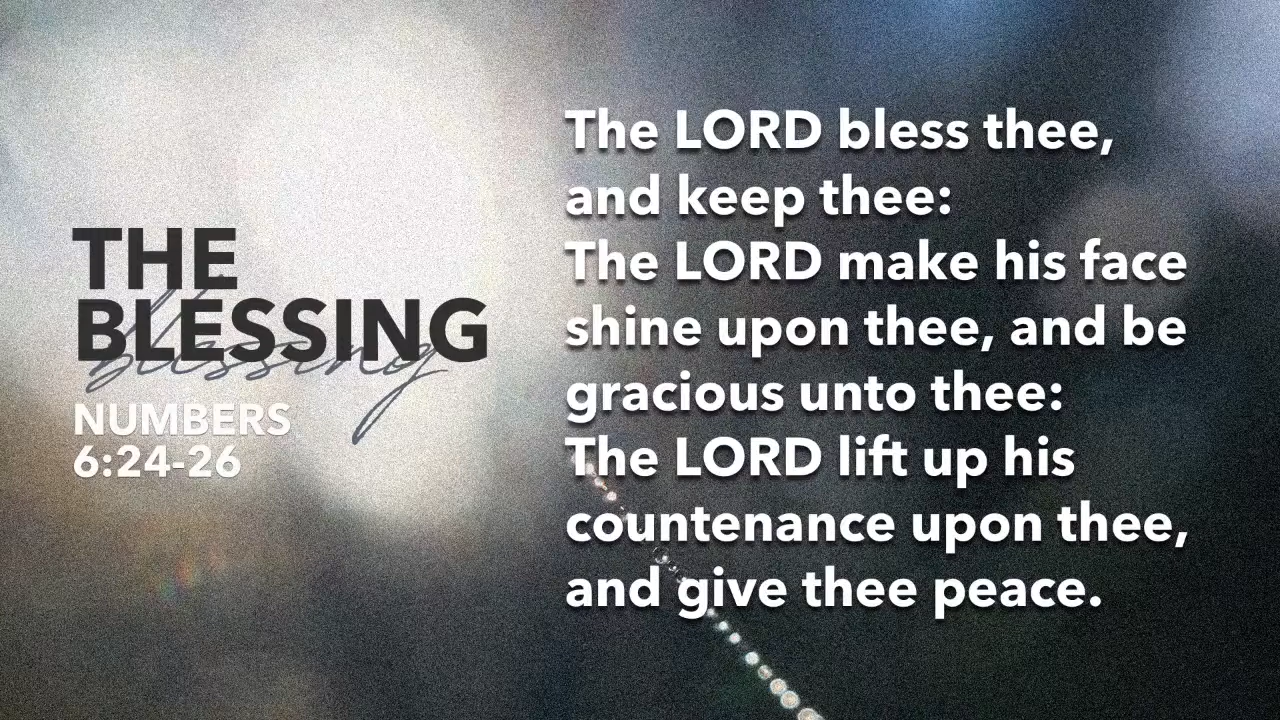 THE
BLESSING
blessing
NUMBERS
6:24-26
The LORD bless thee,
and keep thee:
The LORD make his face
shine upon thee, and be
gracious unto thee:
The LORD lift up his
countenance upon thee,
and give thee peace.